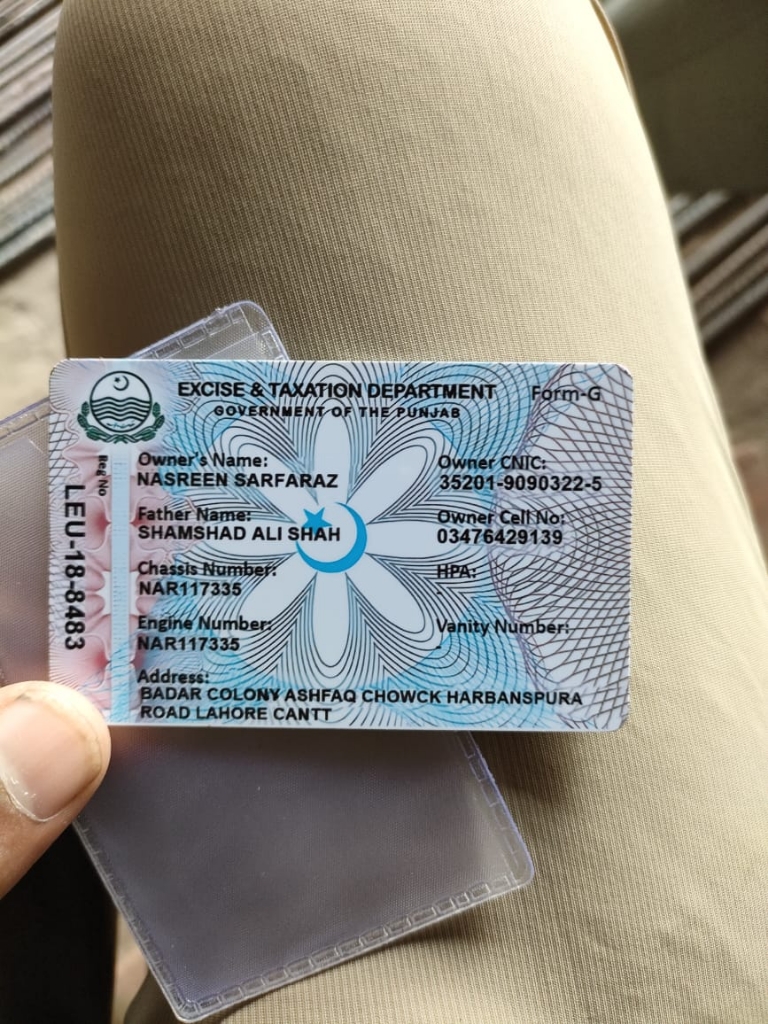 EXCISE & TAXATION DEPARTMENT Form-G
GOVERNMENT OF THE PUNJAB
Reg No
LEU-18-8483
Owner's Name:
NASREEN SARFARAZ
Owner CNIC:
35201-9090322-5
Father Name:
SHAMSHAD ALI SHAH
Owner Cell No:
03476429139
Chassis Number:
NAR117335
HPA:
-
Engine Number:
NAR117335
Vanity Number:
-
Address:
BADAR COLONY ASHFAQ CHOWCK HARBANSPURA
ROAD LAHORE CANTT